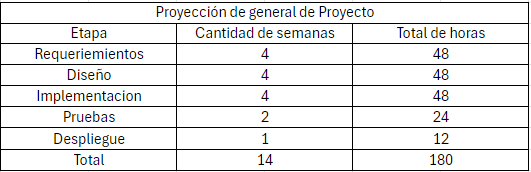 Proyección de general de Proyecto
Etapa Cantidad de semanas Total de horas
Requeriemientos 4 48
Diseño 4 48
Implementacion 4 48
Pruebas 2 24
Despliegue 1 12
Total 14 180